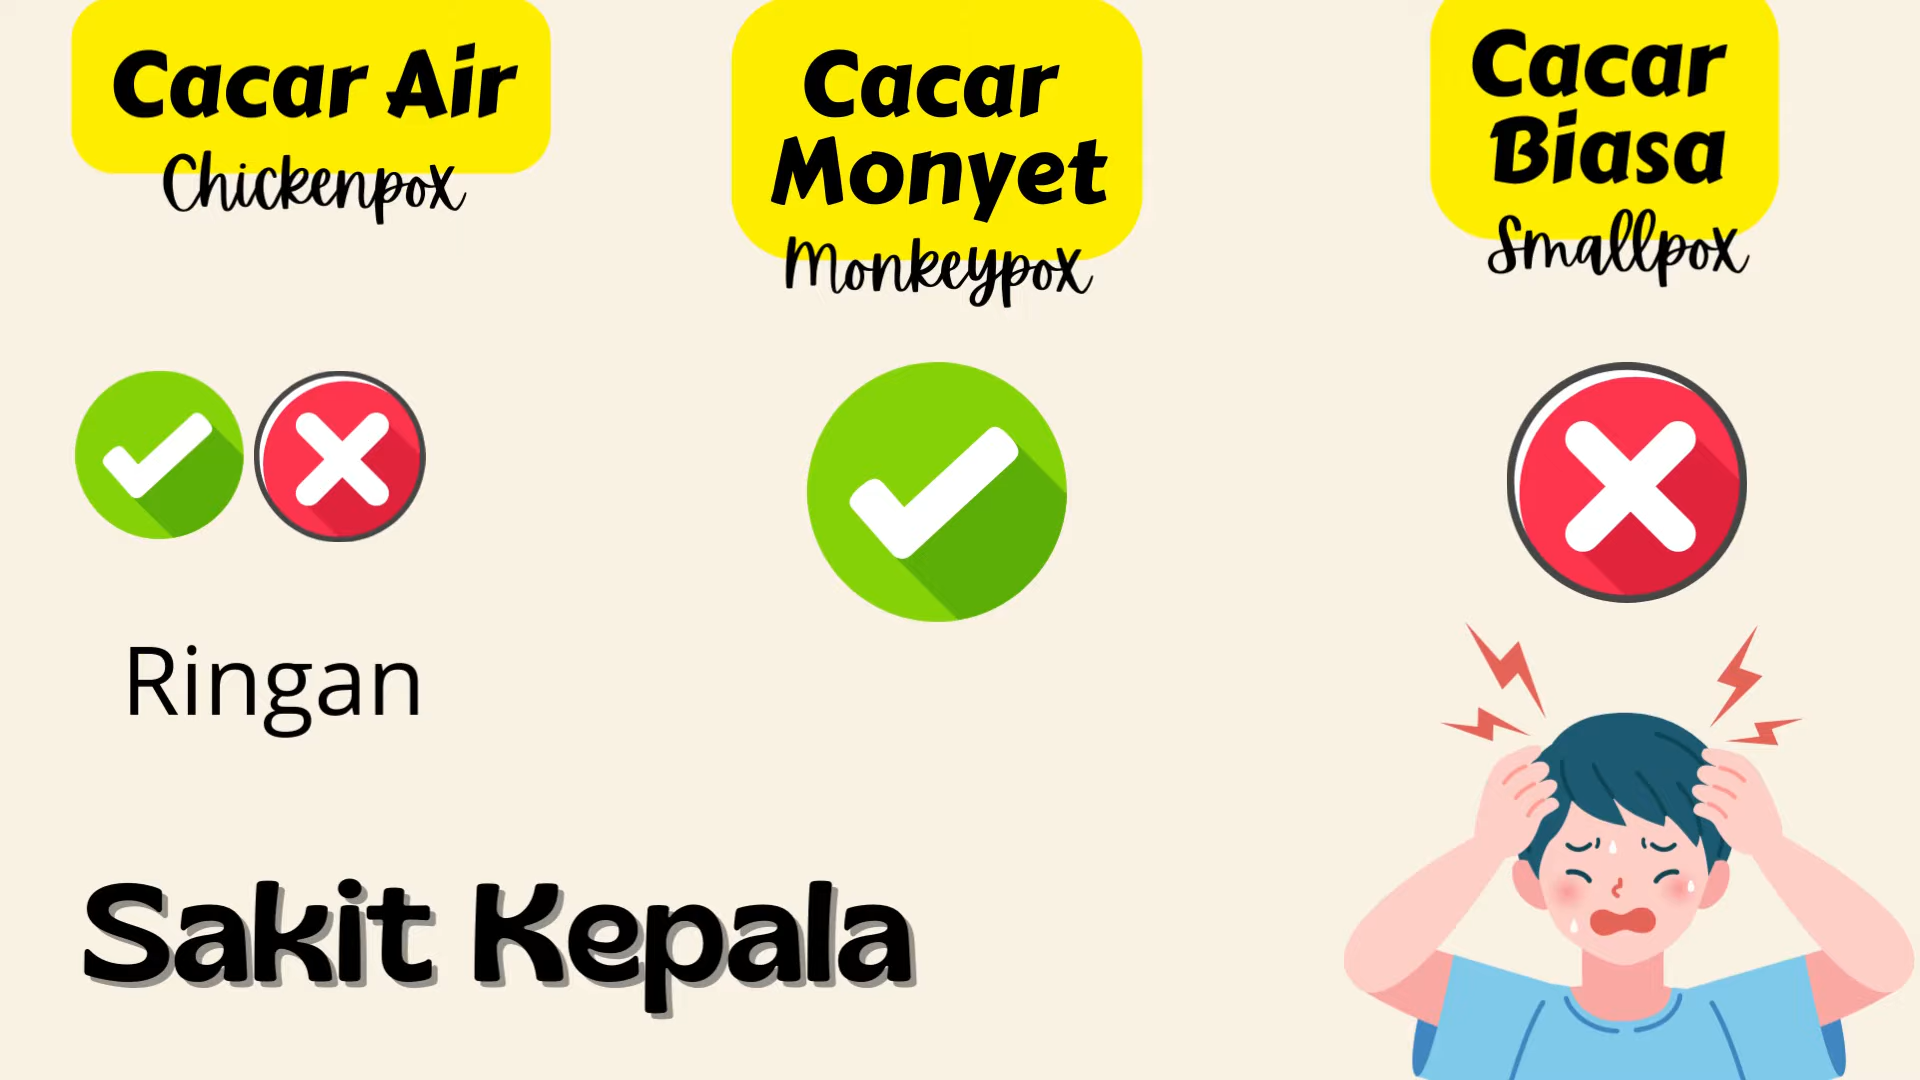 Cacar Air
Chickenpox
Cacar
Monyet
Monkeypox
Cacar
Biasa
Smallpox
Ringan
Sakit Kepala